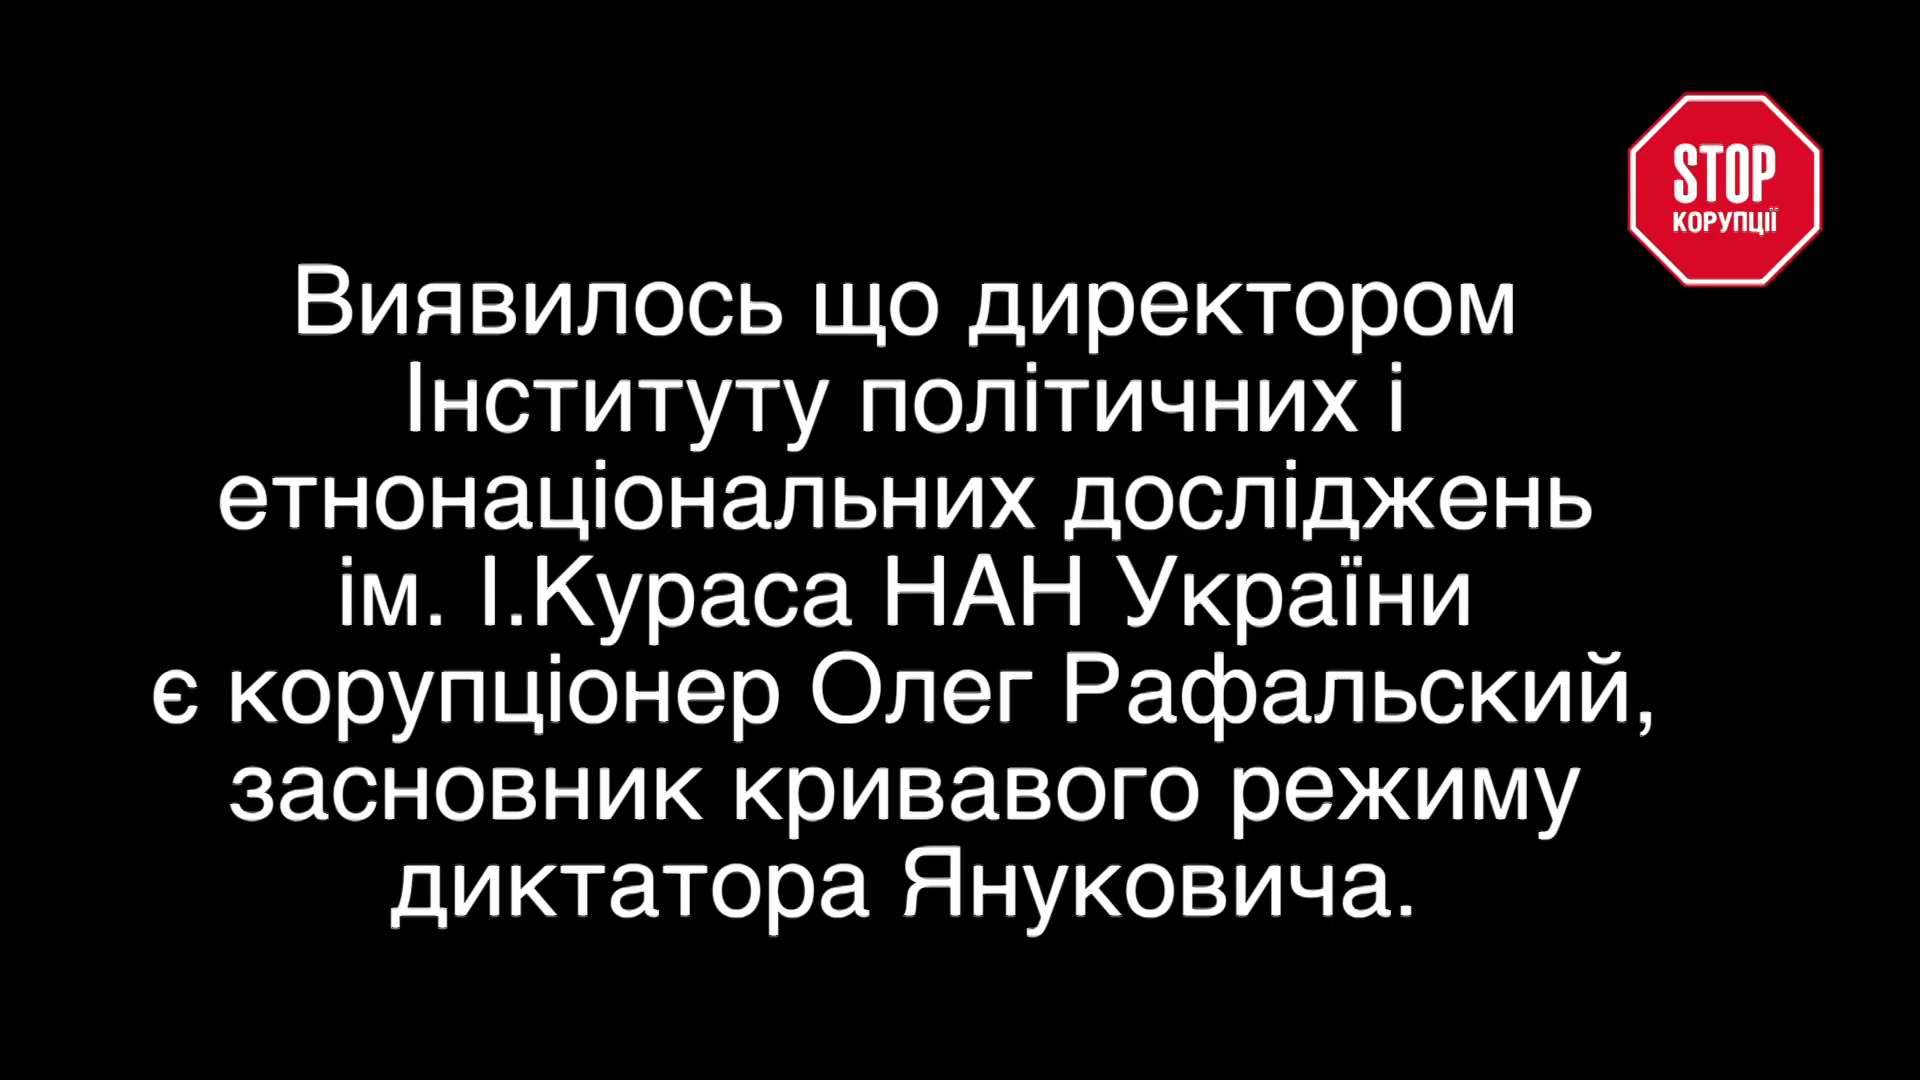 STOP
КОРУПЦІЇ
Виявилось що директором
Інституту політичних і
етнонаціональних досліджень
ім. І.Кураса НАН України
є корупціонер Олег Рафальский,
засновник кривавого режиму
диктатора Януковича.